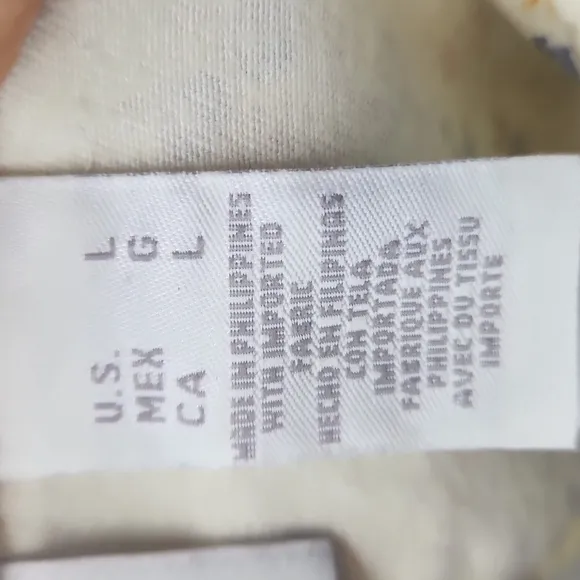 U.S. L
MEX G
CA L
MADE IN PHILIPPINES
WITH IMPORTED
FABRIC
HECHO EN FILIPINAS
CON TELA
IMPORTADA
FABRIQUE AUX
PHILIPPINES
AVEC DU TISSU
IMPORTE